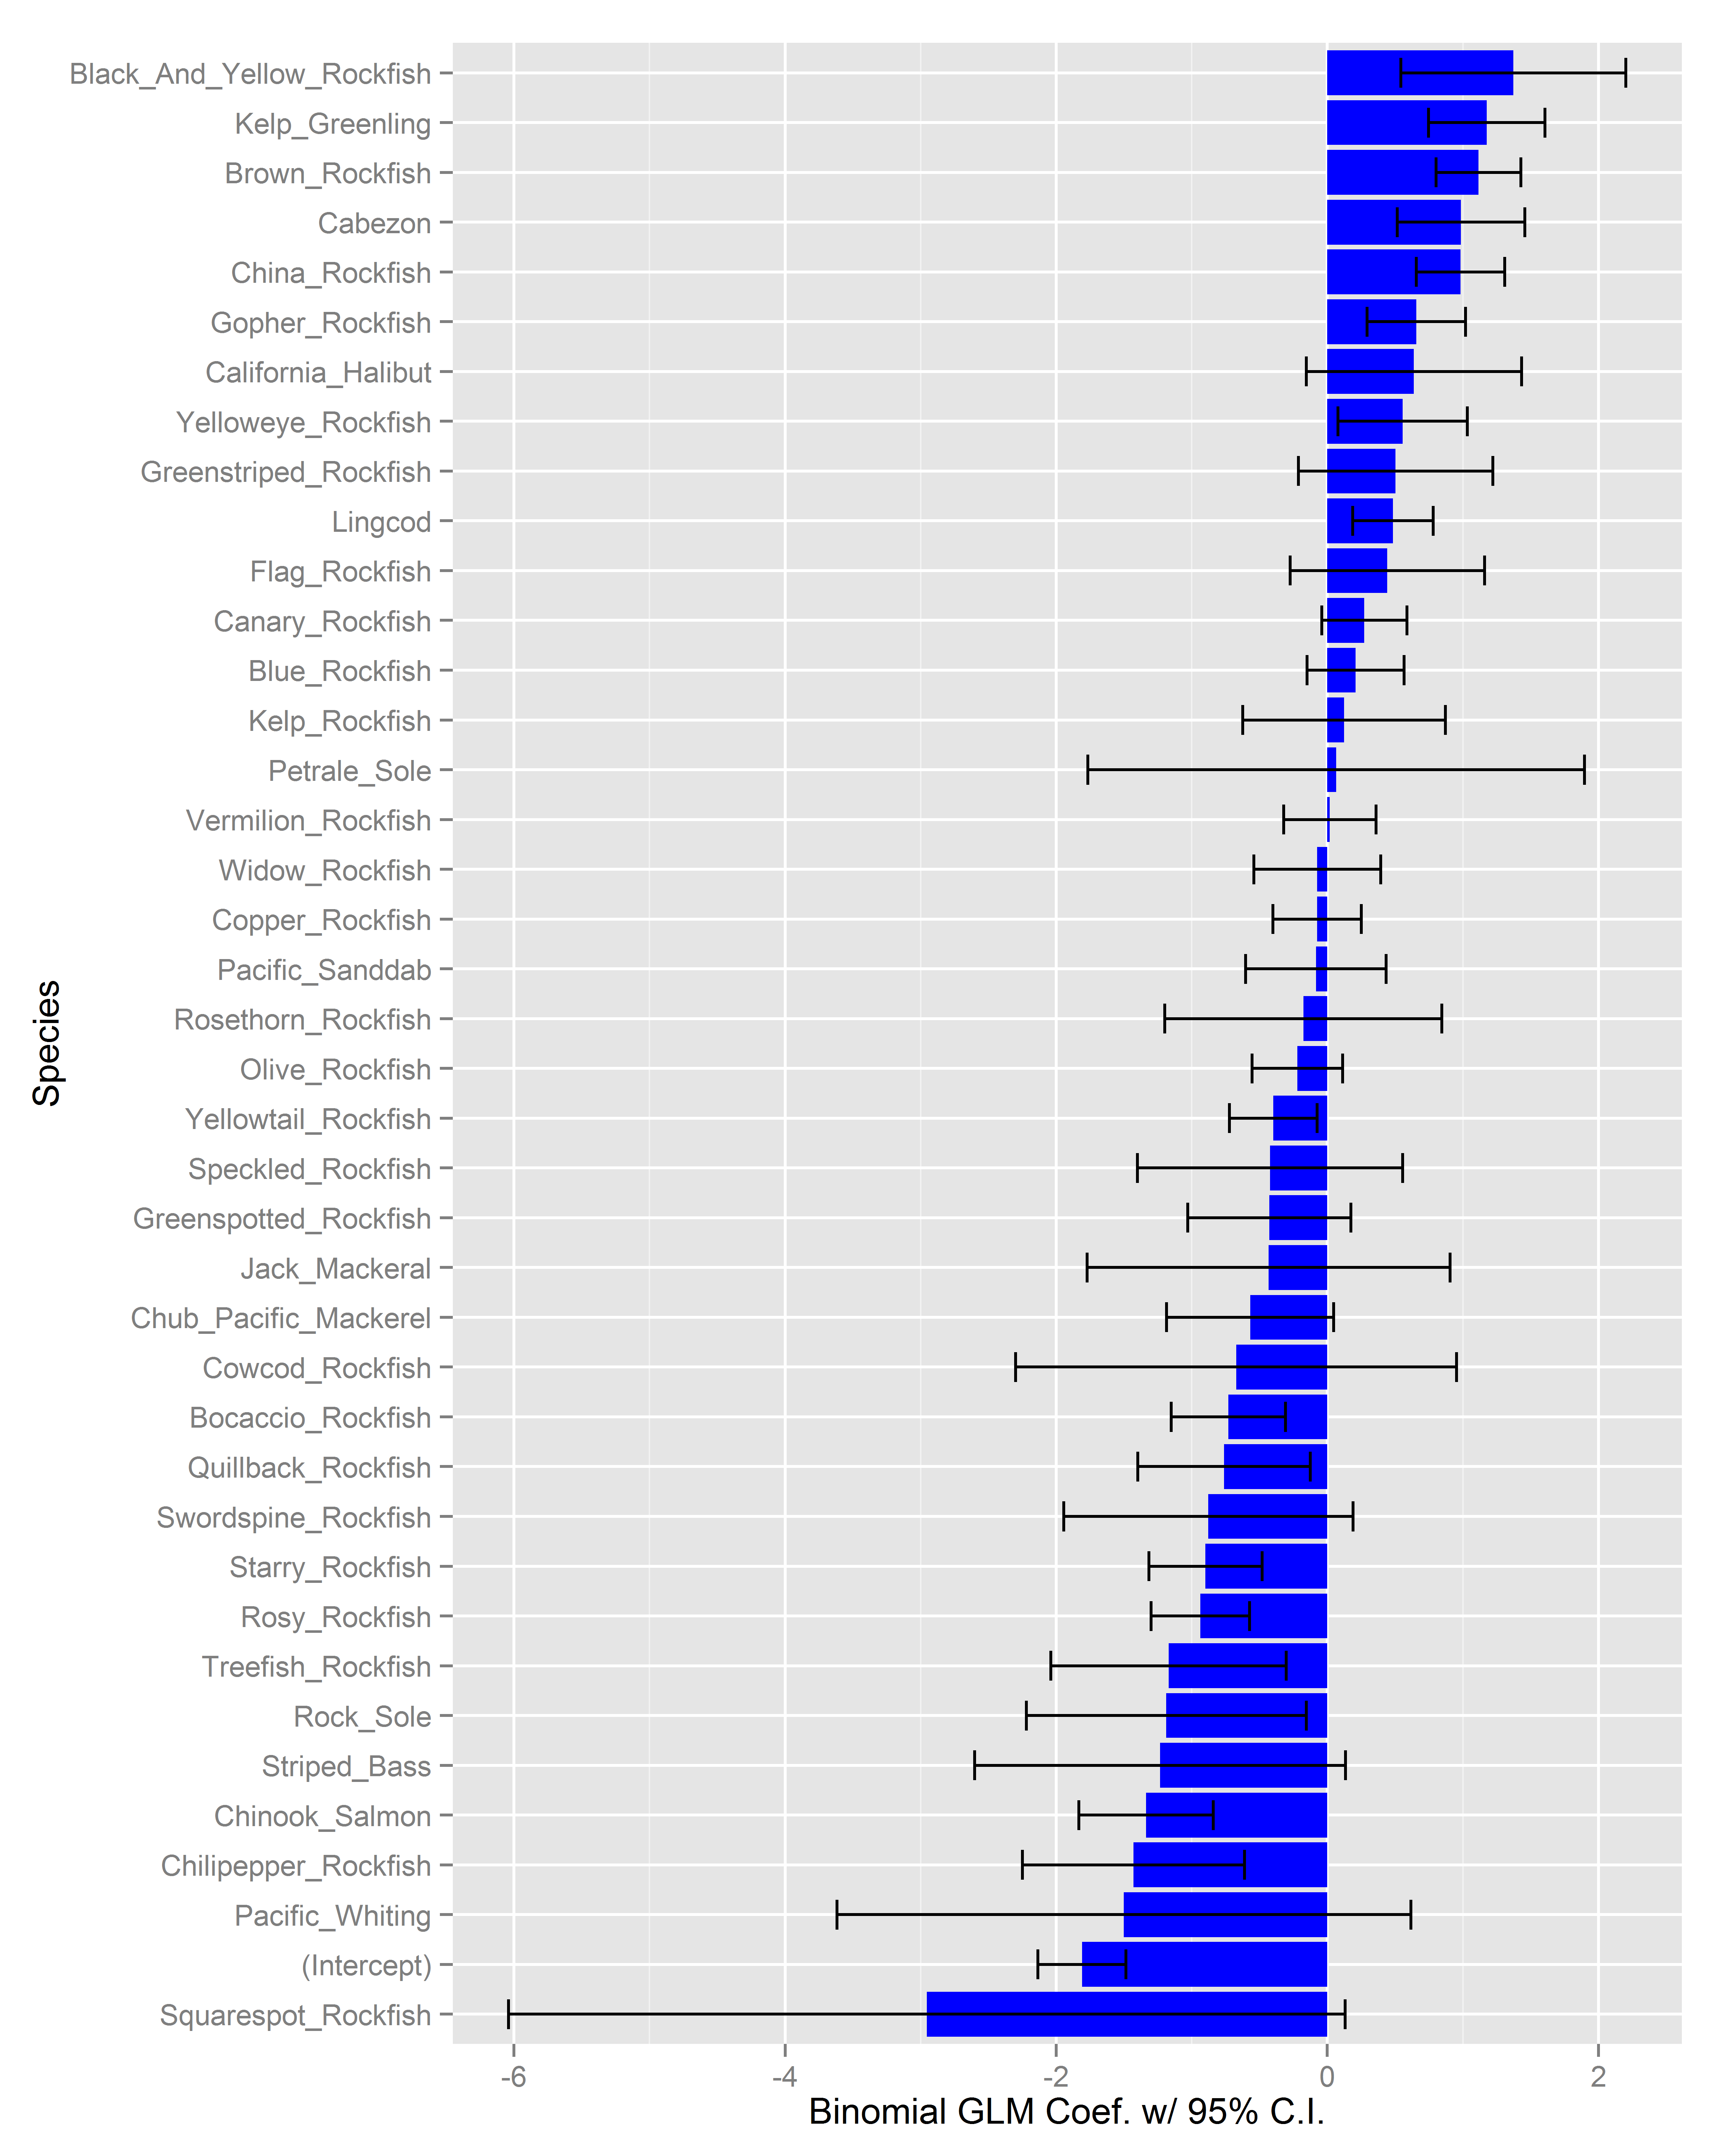 Species
Black_And_Yellow_Rockfish
Kelp_Greenling
Brown_Rockfish
Cabezon
China_Rockfish
Gopher_Rockfish
California_Halibut
Yelloweye_Rockfish
Greenstriped_Rockfish
Lingcod
Flag_Rockfish
Canary_Rockfish
Blue_Rockfish
Kelp_Rockfish
Petrale_Sole
Vermilion_Rockfish
Widow_Rockfish
Copper_Rockfish
Pacific_Sanddab
Rosethorn_Rockfish
Olive_Rockfish
Yellowtail_Rockfish
Speckled_Rockfish
Greenspotted_Rockfish
Jack_Mackeral
Chub_Pacific_Mackerel
Cowcod_Rockfish
Bocaccio_Rockfish
Quillback_Rockfish
Swordspine_Rockfish
Starry_Rockfish
Rosy_Rockfish
Treefish_Rockfish
Rock_Sole
Striped_Bass
Chinook_Salmon
Chilipepper_Rockfish
Pacific_Whiting
(Intercept)
Squarespot_Rockfish
-6 -4 -2 0 2
Binomial GLM Coef. w/ 95% C.I.